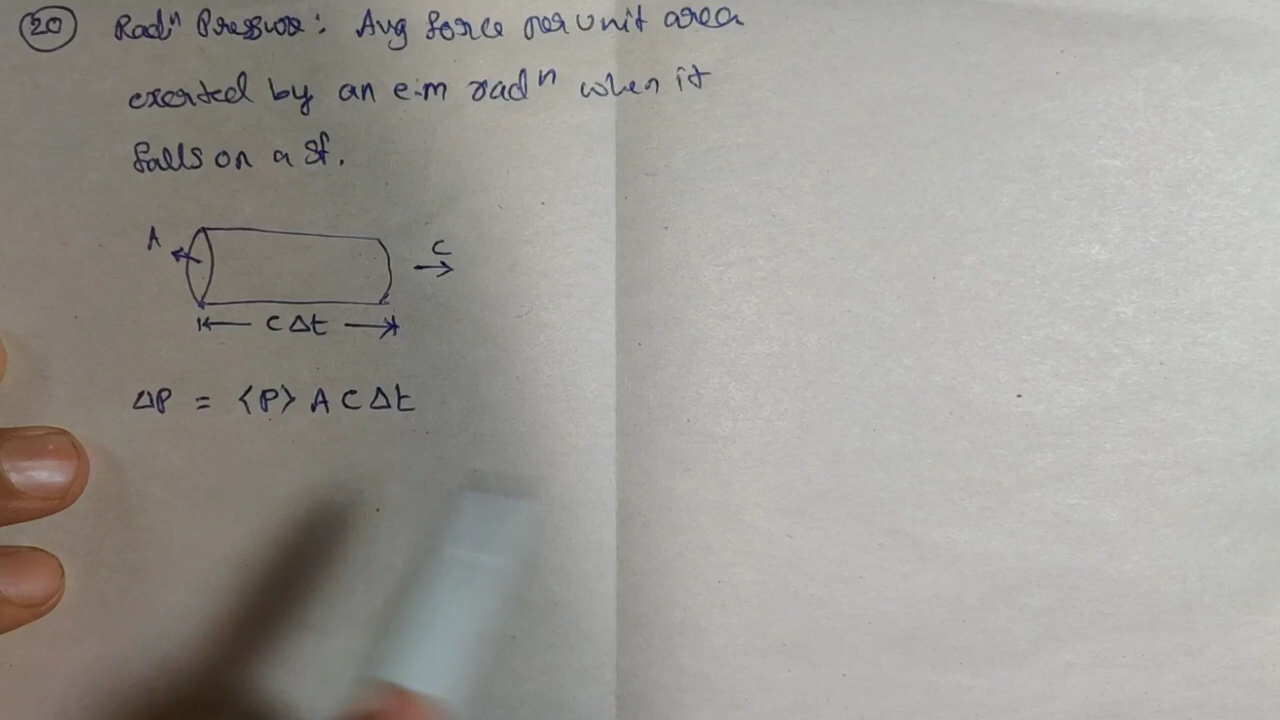 20 Radⁿ Pressure: Avg force per unit area
exerted by an e.m radⁿ when it
falls on a sf.
A
C
C Δt
ΔP = ⟨P⟩ A C Δt